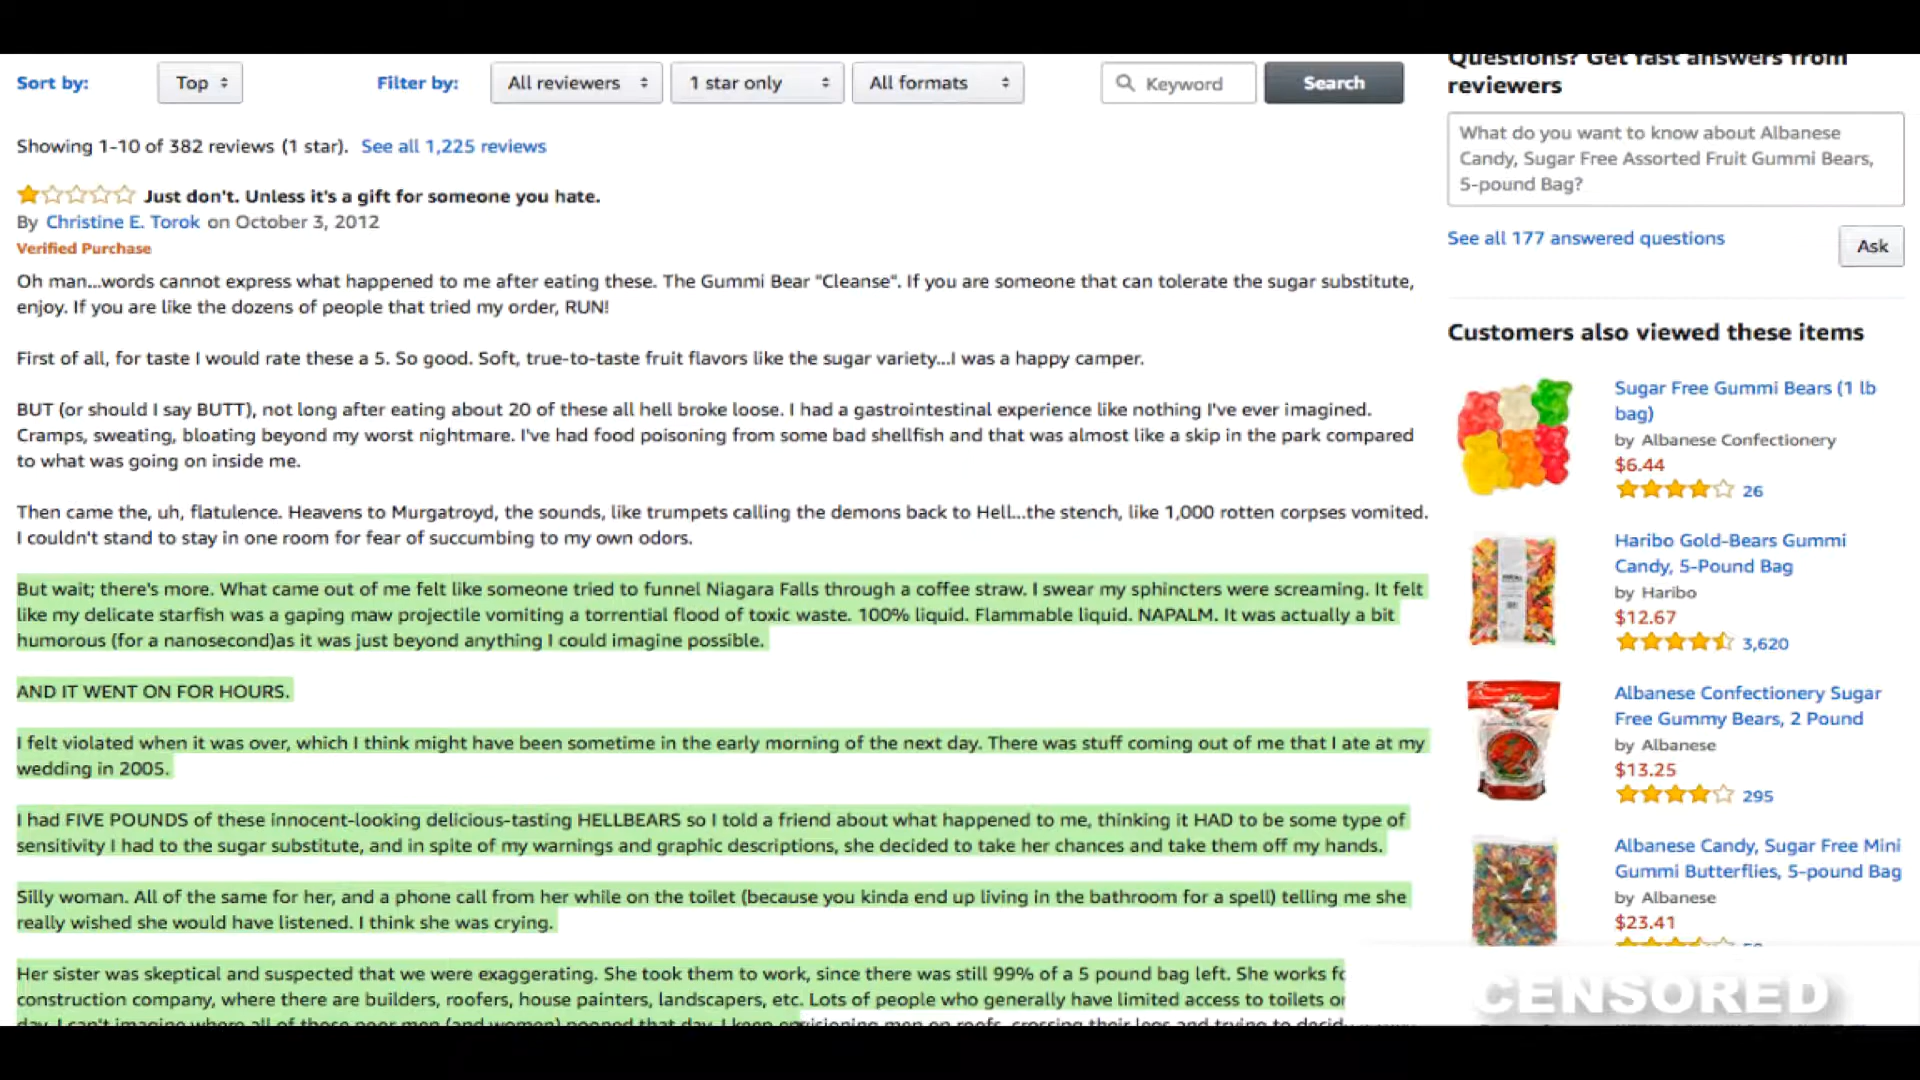 Sort by:
Top
Filter by:
All reviewers
1 star only
All formats
Keyword
Search
Showing 1-10 of 382 reviews (1 star). See all 1,225 reviews
Just don't. Unless it's a gift for someone you hate.
By Christine E. Torok on October 3, 2012
Verified Purchase
Oh man...words cannot express what happened to me after eating these. The Gummi Bear "Cleanse". If you are someone that can tolerate the sugar substitute,
enjoy. If you are like the dozens of people that tried my order, RUN!
First of all, for taste I would rate these a 5. So good. Soft, true-to-taste fruit flavors like the sugar variety...I was a happy camper.
BUT (or should I say BUTT), not long after eating about 20 of these all hell broke loose. I had a gastrointestinal experience like nothing I've ever imagined.
Cramps, sweating, bloating beyond my worst nightmare. I've had food poisoning from some bad shellfish and that was almost like a skip in the park compared
to what was going on inside me.
Then came the, uh, flatulence. Heavens to Murgatroyd, the sounds, like trumpets calling the demons back to Hell...the stench, like 1,000 rotten corpses vomited.
I couldn't stand to stay in one room for fear of succumbing to my own odors.
But wait; there's more. What came out of me felt like someone tried to funnel Niagara Falls through a coffee straw. I swear my sphincters were screaming. It felt
like my delicate starfish was a gaping maw projectile vomiting a torrential flood of toxic waste. 100% liquid. Flammable liquid. NAPALM. It was actually a bit
humorous (for a nanosecond)as it was just beyond anything I could imagine possible.
AND IT WENT ON FOR HOURS.
I felt violated when it was over, which I think might have been sometime in the early morning of the next day. There was stuff coming out of me that I ate at my
wedding in 2005.
I had FIVE POUNDS of these innocent-looking delicious-tasting HELLBEARS so I told a friend about what happened to me, thinking it HAD to be some type of
sensitivity I had to the sugar substitute, and in spite of my warnings and graphic descriptions, she decided to take her chances and take them off my hands.
Silly woman. All of the same for her, and a phone call from her while on the toilet (because you kinda end up living in the bathroom for a spell) telling me she
really wished she would have listened. I think she was crying.
Her sister was skeptical and suspected that we were exaggerating. She took them to work, since there was still 99% of a 5 pound bag left. She works
construction company, where there are builders, roofers, house painters, landscapers, etc. Lots of people who generally have limited access to toilets
day. I can't imagine where all of those poor men (and women) pooped that day. I keep envisioning men on roofs, crossing their legs and trying to
Questions? Get fast answers from
reviewers
What do you want to know about Albanese
Candy, Sugar Free Assorted Fruit Gummi Bears,
5-pound Bag?
See all 177 answered questions
Ask
Customers also viewed these items
Sugar Free Gummi Bears (1 lb
bag)
by Albanese Confectionery
$6.44
26
Haribo Gold-Bears Gummi
Candy, 5-Pound Bag
by Haribo
$12.67
3,620
Albanese Confectionery Sugar
Free Gummy Bears, 2 Pound
by Albanese
$13.25
295
Albanese Candy, Sugar Free Mini
Gummi Butterflies, 5-pound Bag
by Albanese
$23.41
CENSORED